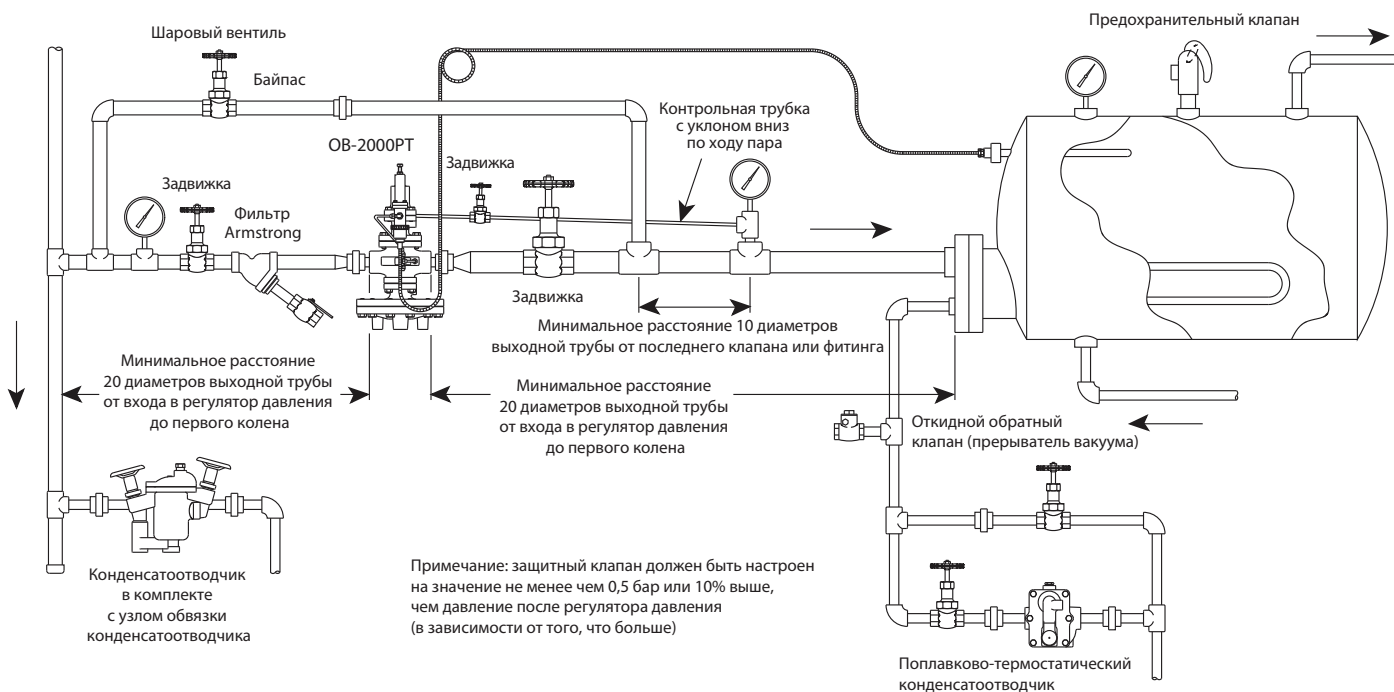 Шаровый вентиль
Байпас
ОВ-2000РТ
Задвижка
Контрольная трубка
с уклоном вниз
по ходу пара
Предохранительный клапан
Задвижка
Фильтр
Armstrong
Задвижка
Минимальное расстояние 10 диаметров
выходной трубы от последнего клапана или фитинга
Минимальное расстояние
20 диаметров выходной трубы
от входа в регулятор давления
до первого колена
Минимальное расстояние
20 диаметров выходной трубы
от входа в регулятор давления
до первого колена
Откидной обратный
клапан (прерыватель вакуума)
Конденсатоотводчик
в комплекте
с узлом обвязки
конденсатоотводчика
Примечание: защитный клапан должен быть настроен
на значение не менее чем 0,5 бар или 10% выше,
чем давление после регулятора давления
(в зависимости от того, что больше)
Поплавково-термостатический
конденсатоотводчик